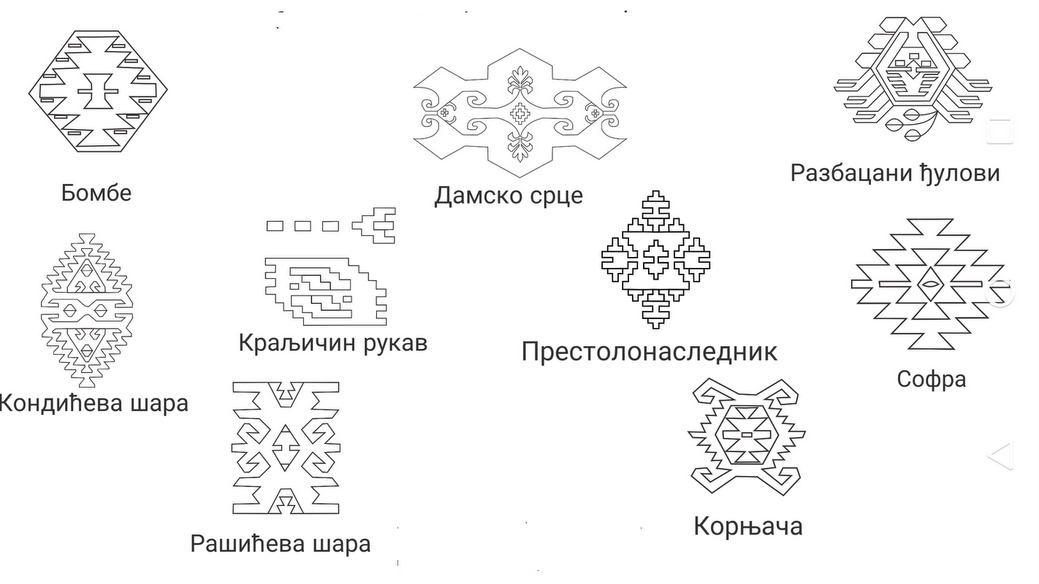 Бомбе
Дамско срце
Разбацани ђулови
Кондићева шара
Краљичин рукав
Престолонаследник
Софра
Рашићева шара
Корњача